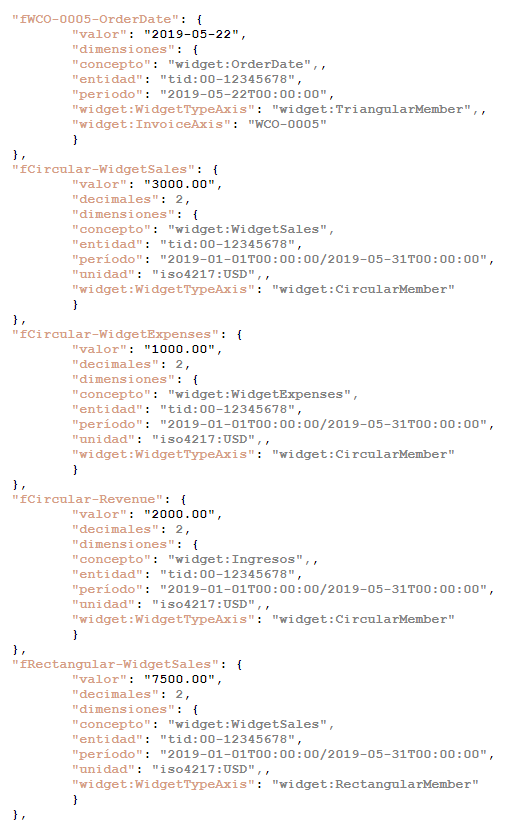 "fWCO-0005-OrderDate": {
"valor": "2019-05-22",
"dimensiones": {
"concepto": "widget:OrderDate",,
"entidad": "tid:00-12345678",
"periodo": "2019-05-22T00:00:00",
"widget:WidgetTypeAxis": "widget:TriangularMember",,
"widget:InvoiceAxis": "WCO-0005"
}
},
"fCircular-WidgetSales": {
"valor": "3000.00",
"decimales": 2,
"dimensiones": {
"concepto": "widget:WidgetSales",
"entidad": "tid:00-12345678",
"período": "2019-01-01T00:00:00/2019-05-31T00:00:00",
"unidad": "iso4217:USD",,
"widget:WidgetTypeAxis": "widget:CircularMember"
}
},
"fCircular-WidgetExpenses": {
"valor": "1000.00",
"decimales": 2,
"dimensiones": {
"concepto": "widget:WidgetExpenses",
"entidad": "tid:00-12345678",
"período": "2019-01-01T00:00:00/2019-05-31T00:00:00",
"unidad": "iso4217:USD",,
"widget:WidgetTypeAxis": "widget:CircularMember"
}
},
"fCircular-Revenue": {
"valor": "2000.00",
"decimales": 2,
"dimensiones": {
"concepto": "widget:Ingresos",,
"entidad": "tid:00-12345678",
"período": "2019-01-01T00:00:00/2019-05-31T00:00:00",
"unidad": "iso4217:USD",,
"widget:WidgetTypeAxis": "widget:CircularMember"
}
},
"fRectangular-WidgetSales": {
"valor": "7500.00",
"decimales": 2,
"dimensiones": {
"concepto": "widget:WidgetSales",
"entidad": "tid:00-12345678",
"período": "2019-01-01T00:00:00/2019-05-31T00:00:00",
"unidad": "iso4217:USD",,
"widget:WidgetTypeAxis": "widget:RectangularMember"
}
},